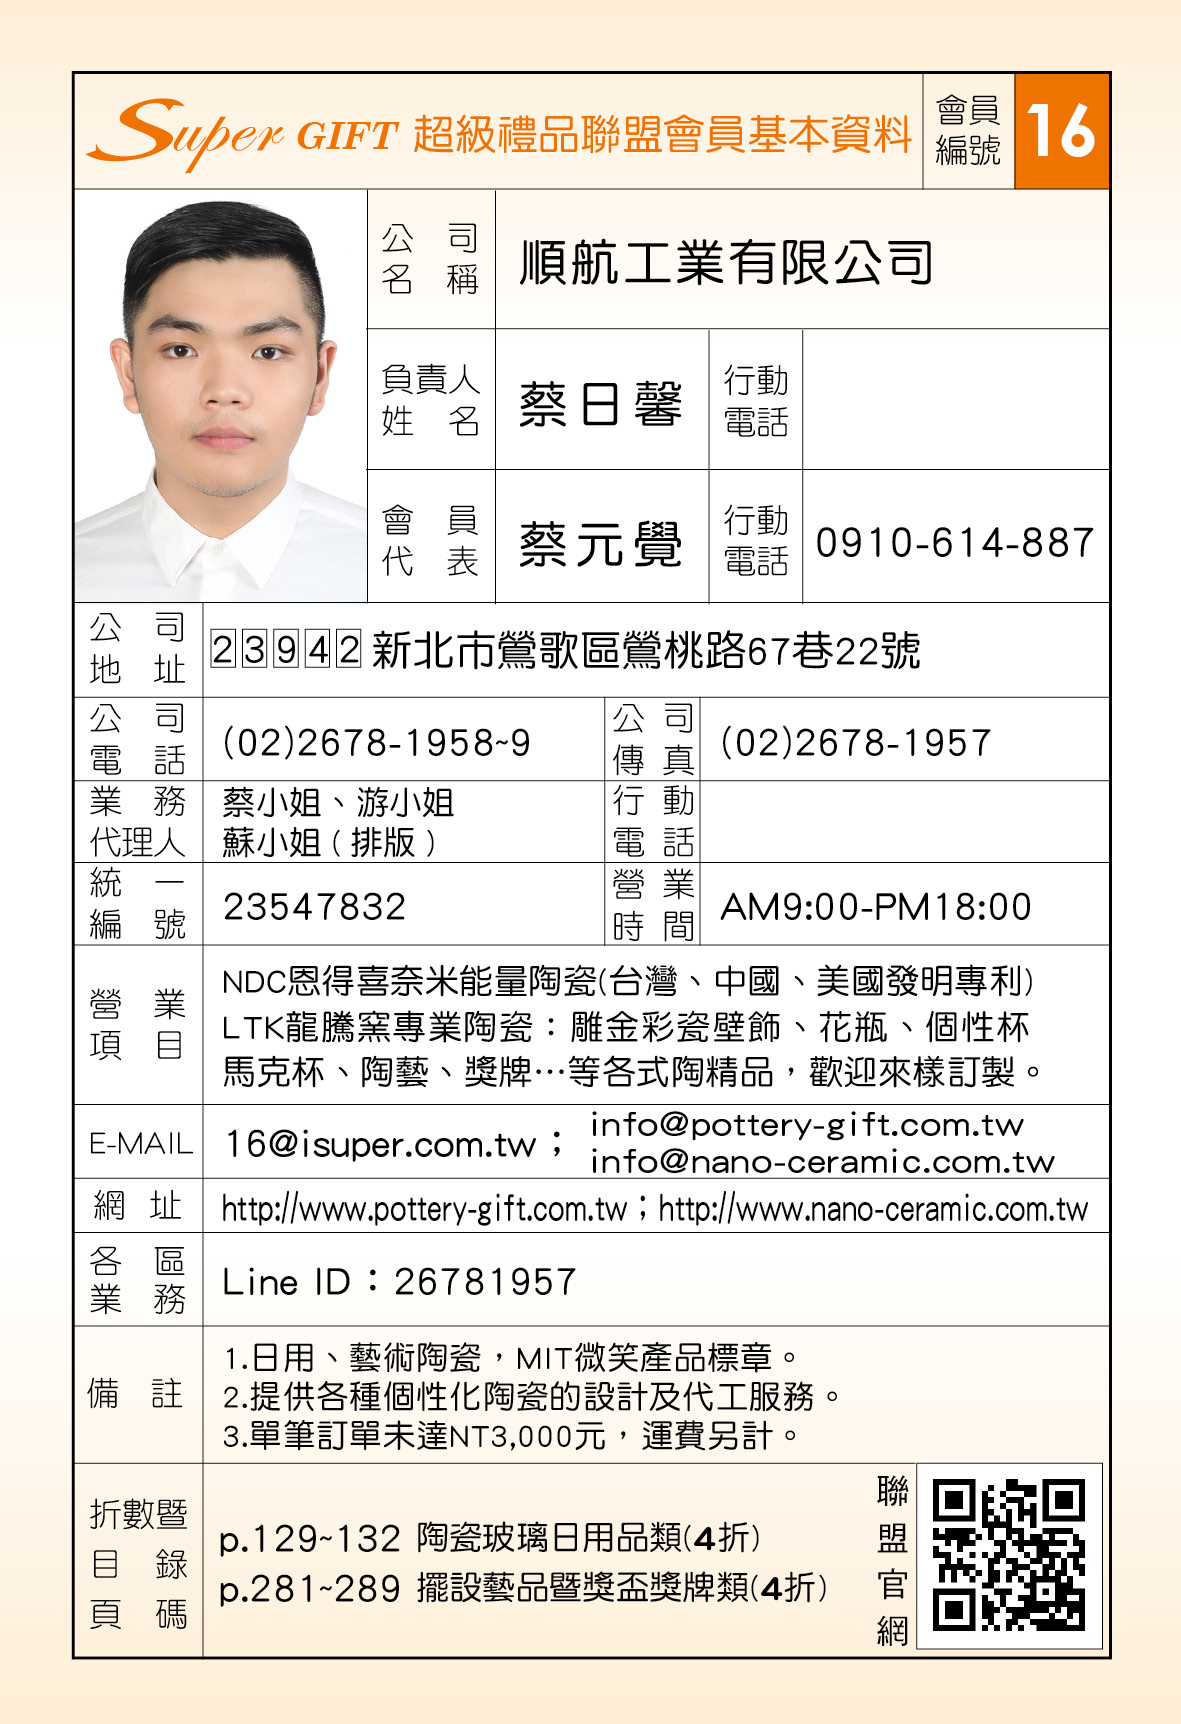 Super GIFT 超級禮品聯盟會員基本資料
會員編號
16
公司名稱
順航工業有限公司
負責人姓名
蔡日馨
行動電話
會員代表
蔡元覺
行動電話
0910-614-887
公司地址
23942 新北市鶯歌區鶯桃路67巷22號
公司電話
(02)2678-1958~9
公司傳真
(02)2678-1957
業務代理人
蔡小姐、游小姐
蘇小姐(排版)
行動電話
統一編號
23547832
營業時間
AM9:00-PM18:00
營業項目
NDC恩得喜奈米能量陶瓷(台灣、中國、美國發明專利)
LTK龍騰窯專業陶瓷：雕金彩瓷壁飾、花瓶、個性杯
馬克杯、陶藝、獎牌…等各式陶精品，歡迎來樣訂製。
E-MAIL
16@isuper.com.tw；
info@pottery-gift.com.tw
info@nano-ceramic.com.tw
網址
http://www.pottery-gift.com.tw；http://www.nano-ceramic.com.tw
各區業務
Line ID：26781957
備註
1.日用、藝術陶瓷，MIT微笑產品標章。
2.提供各種個性化陶瓷的設計及代工服務。
3.單筆訂單未達NT3,000元，運費另計。
折數暨目錄頁碼
p.129~132 陶瓷玻璃日用品類(4折)
p.281~289 擺設藝品暨獎盃獎牌類(4折)
聯盟官網